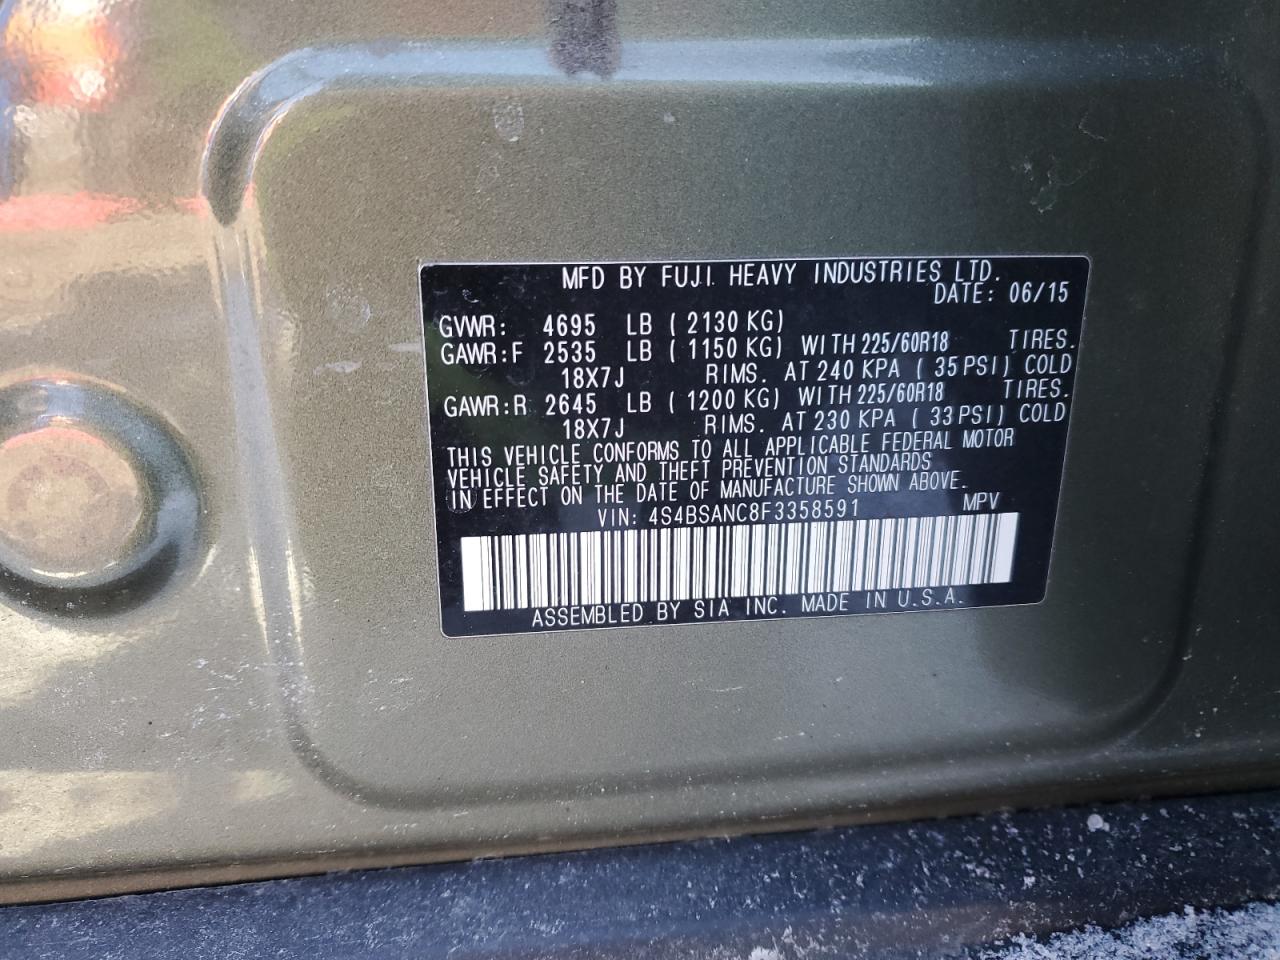 MFD BY FUJI HEAVY INDUSTRIES LTD.
DATE: 06/15
GVWR: 4695 LB ( 2130 KG)
GAWR:F 2535 LB ( 1150 KG) WITH 225/60R18 TIRES.
18X7J RIMS. AT 240 KPA ( 35 PSI) COLD
GAWR:R 2645 LB ( 1200 KG) WITH 225/60R18 TIRES.
18X7J RIMS. AT 230 KPA ( 33 PSI) COLD
THIS VEHICLE CONFORMS TO ALL APPLICABLE FEDERAL MOTOR
VEHICLE SAFETY AND THEFT PREVENTION STANDARDS
IN EFFECT ON THE DATE OF MANUFACTURE SHOWN ABOVE.
VIN: 4S4BSANC8F3358591 MPV
ASSEMBLED BY SIA INC. MADE IN U.S.A.